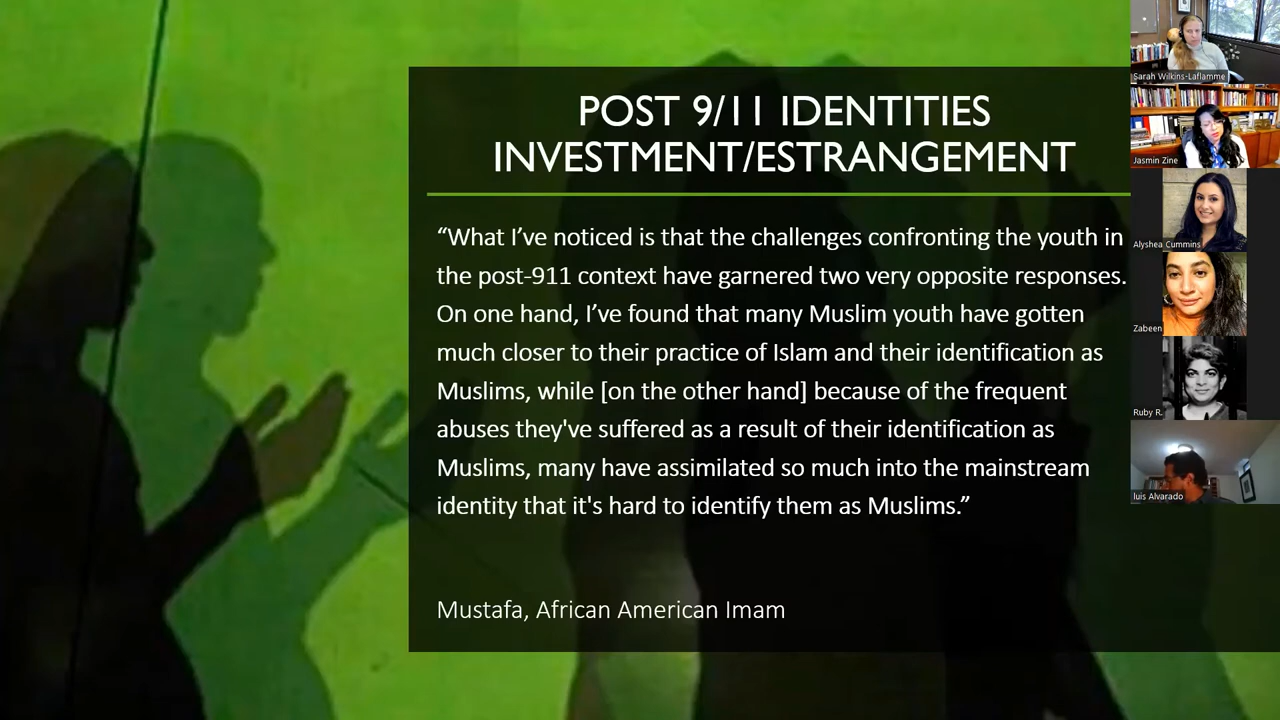 POST 9/11 IDENTITIES
INVESTMENT/ESTRANGEMENT
“What I’ve noticed is that the challenges confronting the youth in
the post-911 context have garnered two very opposite responses.
On one hand, I’ve found that many Muslim youth have gotten
much closer to their practice of Islam and their identification as
Muslims, while [on the other hand] because of the frequent
abuses they've suffered as a result of their identification as
Muslims, many have assimilated so much into the mainstream
identity that it's hard to identify them as Muslims.”
Mustafa, African American Imam
Sarah Wilkins-Laflamme
Jasmin Zine
Alyshea Cummins
Zabeen
Ruby R.
luis Alvarado